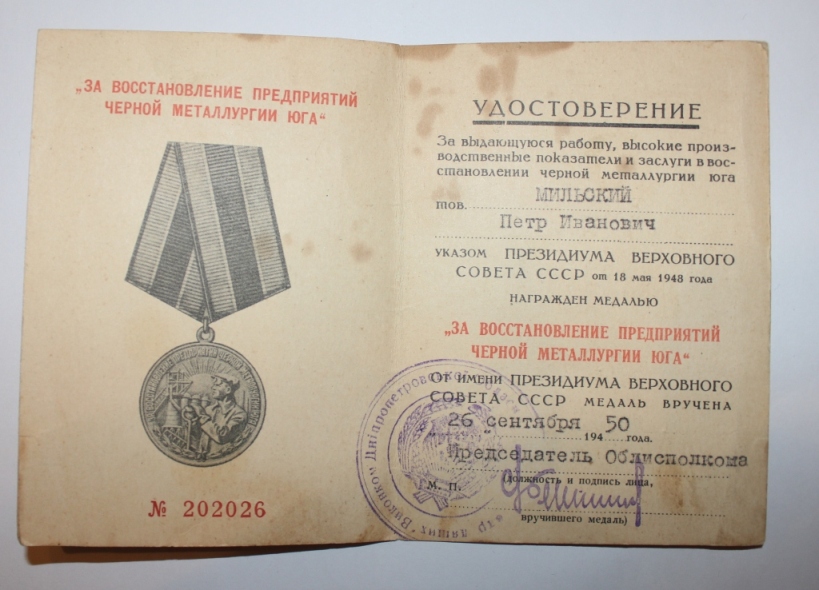 „ЗА ВОССТАНОВЛЕНИЕ ПРЕДПРИЯТИЙ
ЧЕРНОЙ МЕТАЛЛУРГИИ ЮГА“
№ 202026
УДОСТОВЕРЕНИЕ
За выдающуюся работу, высокие произ-
водственные показатели и заслуги в вос-
становлении черной металлургии юга
тов. МИЛЬСКИЙ
Петр Иванович
УКАЗОМ ПРЕЗИДИУМА ВЕРХОВНОГО
СОВЕТА СССР от 18 мая 1948 года
НАГРАЖДЕН МЕДАЛЬЮ
„ЗА ВОССТАНОВЛЕНИЕ ПРЕДПРИЯТИЙ
ЧЕРНОЙ МЕТАЛЛУРГИИ ЮГА“
ОТ ИМЕНИ ПРЕЗИДИУМА ВЕРХОВНОГО
СОВЕТА СССР МЕДАЛЬ ВРУЧЕНА
26 сентября 50
194 года.
Председатель Облисполкома
М. П. (должность и подпись лица,
вручившего медаль)
Виконком Дніпропетровської